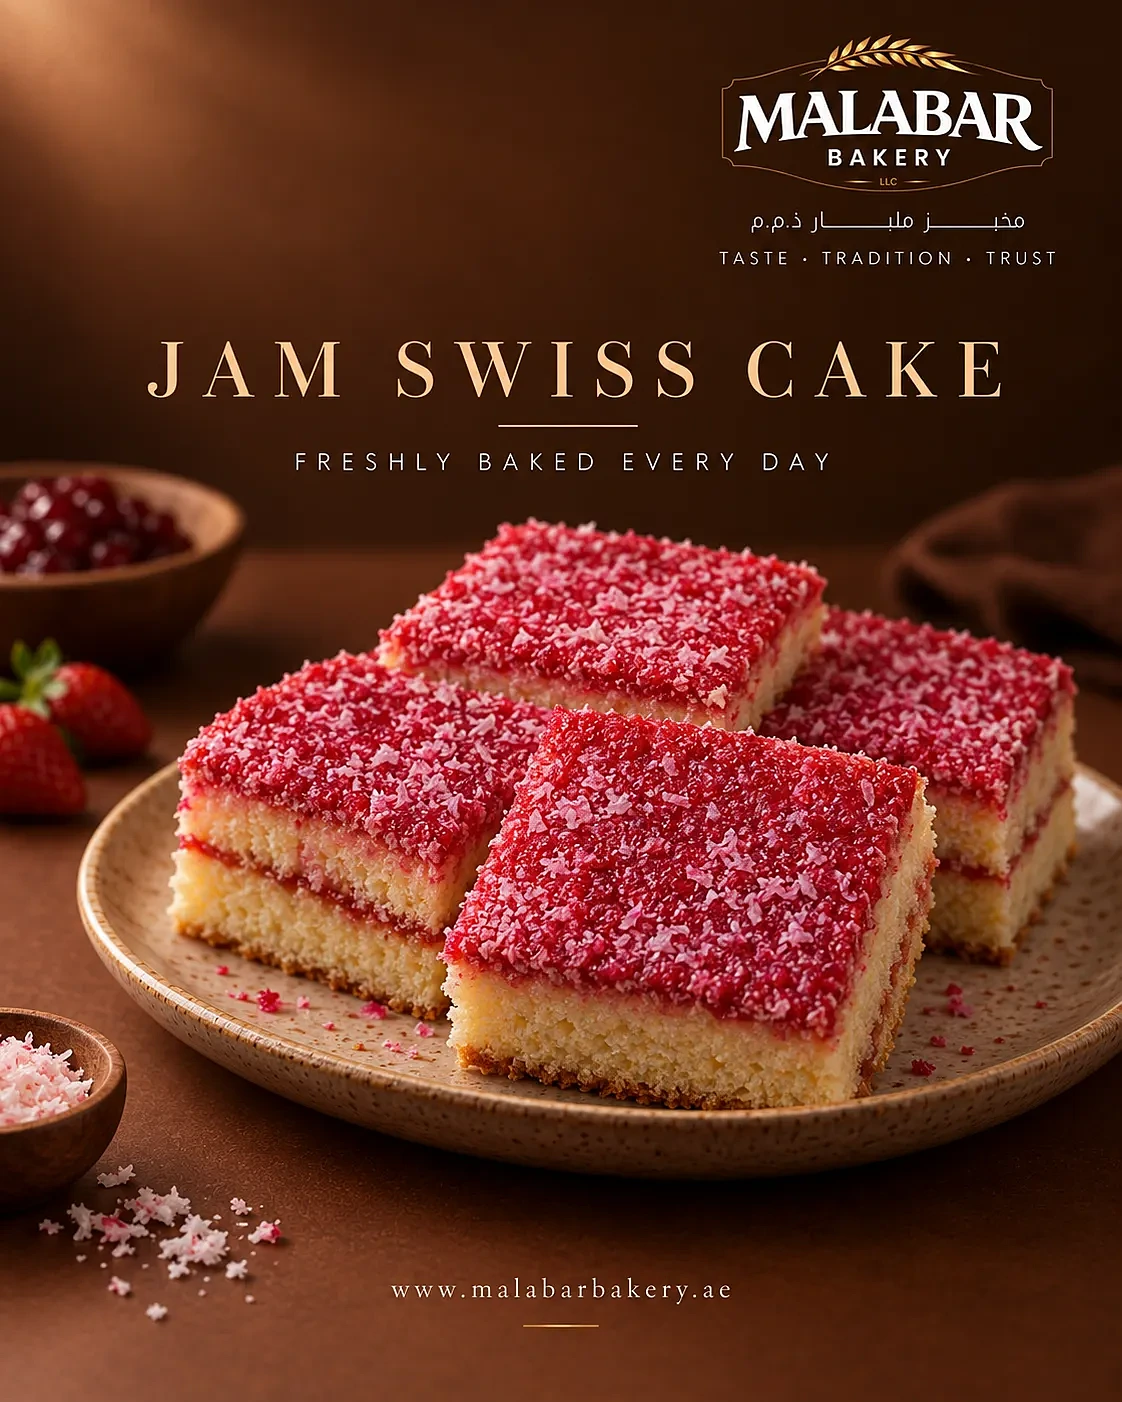 MALABAR
BAKERY
LLC
مخبـــز ملبـــار ذ.م.م
TASTE · TRADITION · TRUST
JAM SWISS CAKE
FRESHLY BAKED EVERY DAY
www.malabarbakery.ae